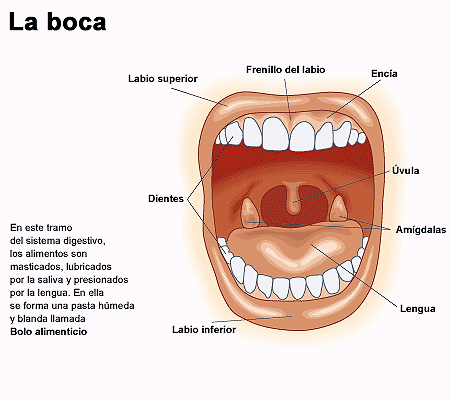 La boca
Frenillo del labio
Labio superior
Encía
Úvula
Dientes
Amígdalas
En este tramo
del sistema digestivo,
los alimentos son
masticados, lubricados
por la saliva y presionados
por la lengua. En ella
se forma una pasta húmeda
y blanda llamada
Bolo alimenticio
Lengua
Labio inferior